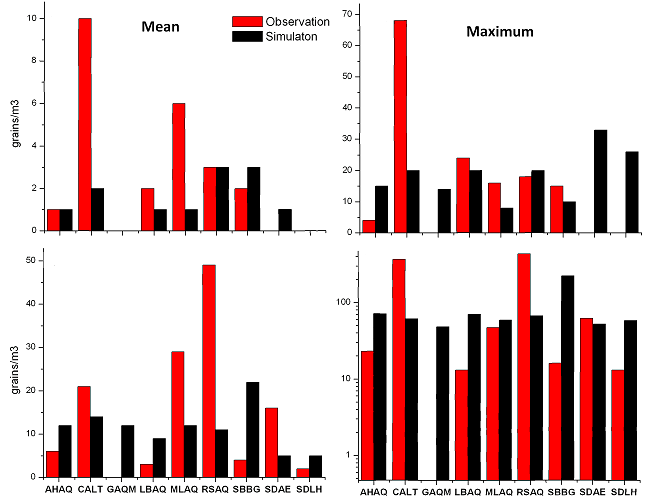 Mean
Observation
Simulaton
Maximum
grains/m3
10
8
6
4
2
0
70
60
50
40
30
20
10
0
grains/m3
50
40
30
20
10
0
100
10
1
AHAQ CALT GAQM LBAQ MLAQ RSAQ SBBG SDAE SDLH
AHAQ CALT GAQM LBAQ MLAQ RSAQ SBBG SDAE SDLH